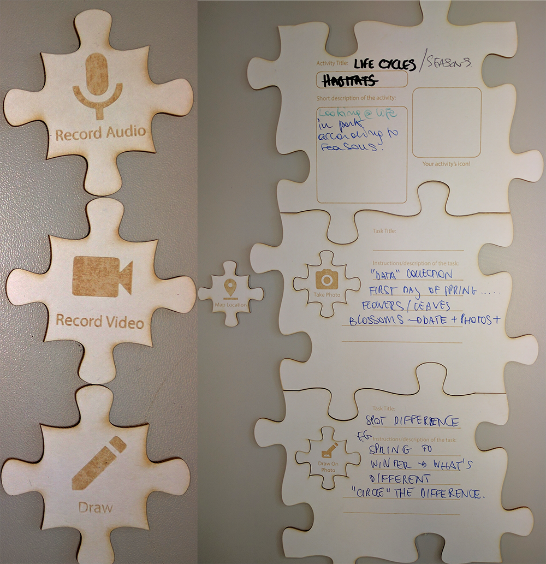 Record Audio
Record Video
Draw
Activity Title: LIFE CYCLES / SEASONS
HABITATS
Short description of the activity:
Looking @ life
in park
according to
seasons.
Your activity's icon!
Task Title:
Instructions/description of the task:
Take Photo
"DATA" COLLECTION
FIRST DAY OF SPRING ....
FLOWERS / LEAVES
BLOSSOMS → DATE + PHOTOS +
Task Title:
SPOT DIFFERENCE
EG. Instructions/description of the task:
Draw On
Photo
SPRING TO
WINTER → WHAT'S
DIFFERENT
"CIRCLE" THE DIFFERENCE.